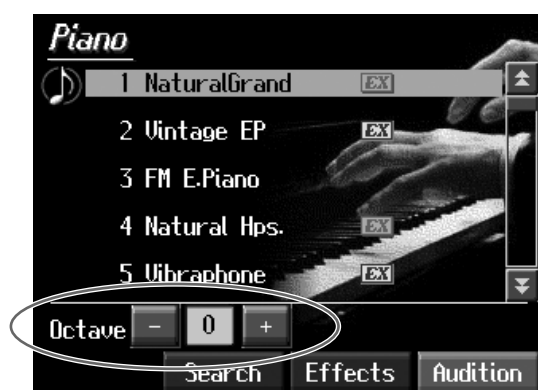 Piano
1 NaturalGrand EX
2 Vintage EP EX
3 FM E.Piano
4 Natural Hps. EX
5 Vibraphone EX
Octave - 0 +
Search Effects Audition